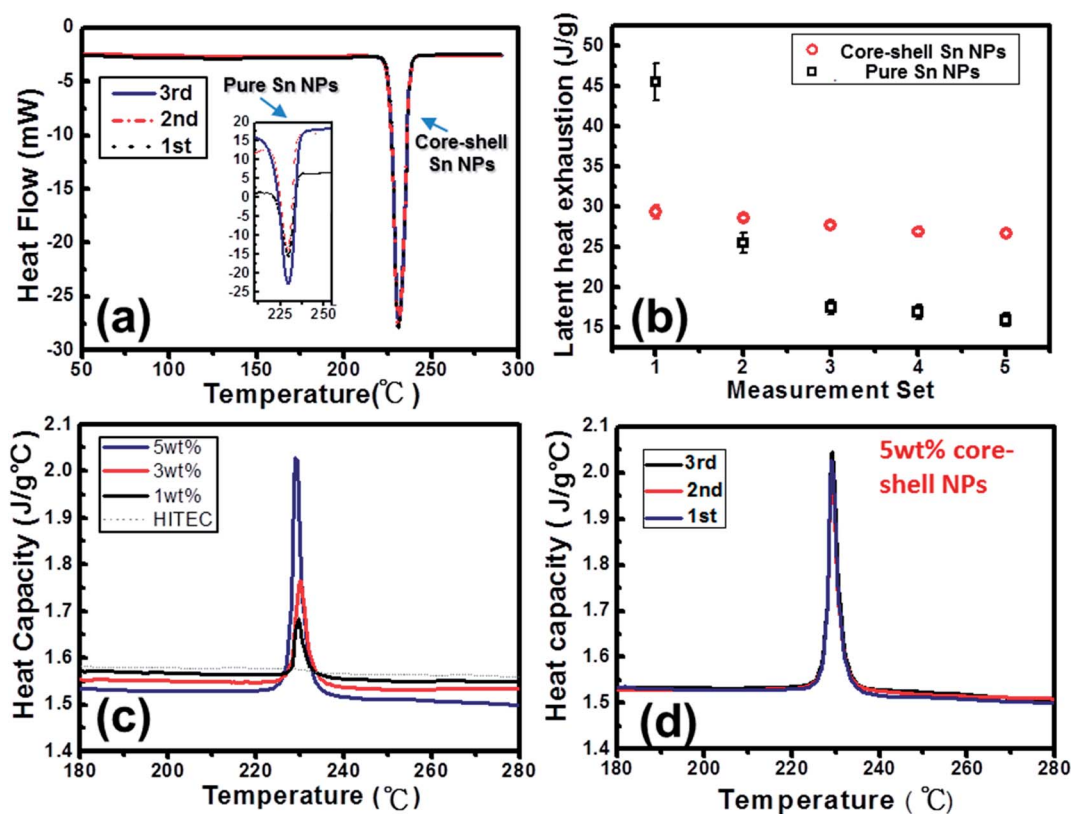 0
-5
-10
-15
-20
-25
-30
Heat Flow (mW)
3rd
2nd
1st
Pure Sn NPs
Core-shell
Sn NPs
20
15
10
5
0
-5
-10
-15
-20
-25
225 250
(a)
50 100 150 200 250 300
Temperature(℃)
50
45
40
35
30
25
20
15
Latent heat exhaustion (J/g)
Core-shell Sn NPs
Pure Sn NPs
(b)
1 2 3 4 5
Measurement Set
2.1
2.0
1.9
1.8
1.7
1.6
1.5
1.4
Heat Capacity ( J/g°C)
5wt%
3wt%
1wt%
HITEC
(c)
180 200 220 240 260 280
Temperature (℃)
2.1
2.0
1.9
1.8
1.7
1.6
1.5
1.4
Heat capacity ( J/g°C)
3rd
2nd
1st
5wt% core-
shell NPs
(d)
180 200 220 240 260 280
Temperature (℃)